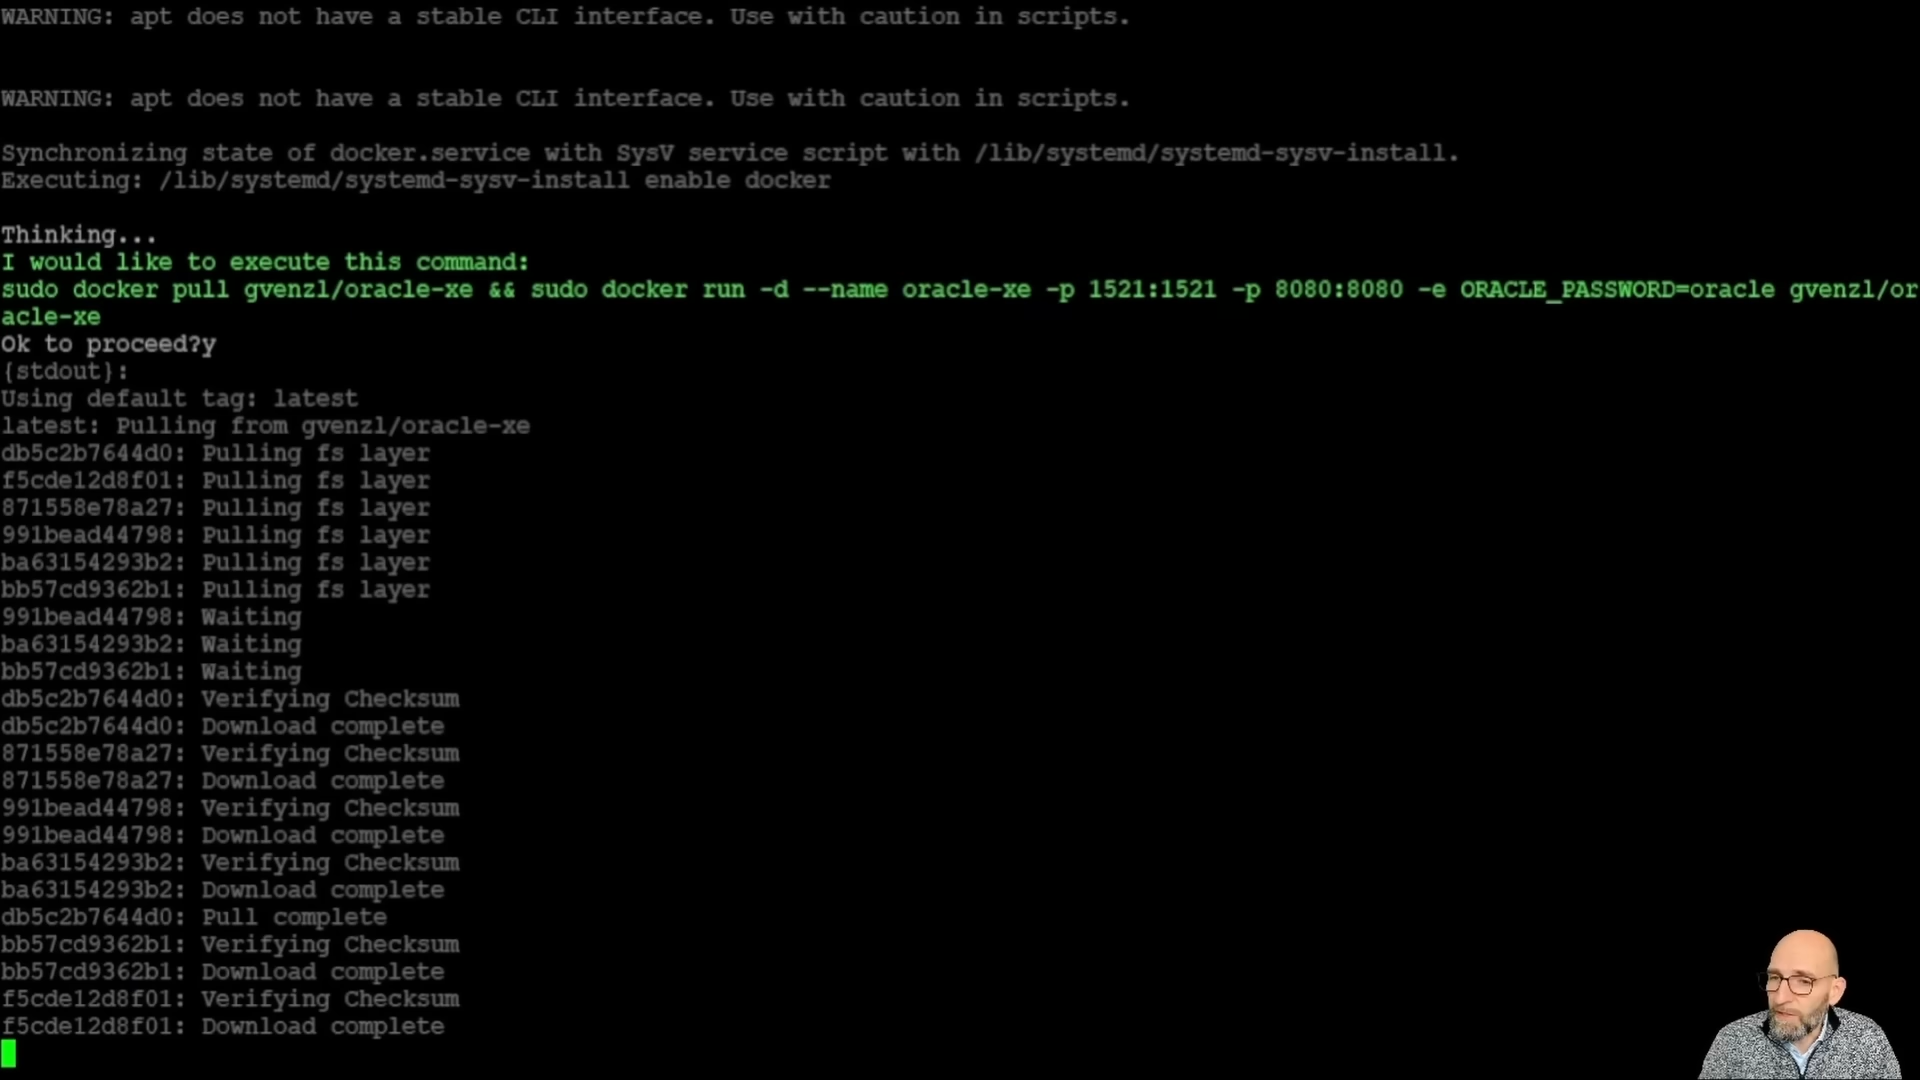 WARNING: apt does not have a stable CLI interface. Use with caution in scripts.
WARNING: apt does not have a stable CLI interface. Use with caution in scripts.
Synchronizing state of docker.service with SysV service script with /lib/systemd/systemd-sysv-install.
Executing: /lib/systemd/systemd-sysv-install enable docker
Thinking...
I would like to execute this command:
sudo docker pull gvenzl/oracle-xe && sudo docker run -d --name oracle-xe -p 1521:1521 -p 8080:8080 -e ORACLE_PASSWORD=oracle gvenzl/or
acle-xe
Ok to proceed?y
{stdout}:
Using default tag: latest
latest: Pulling from gvenzl/oracle-xe
db5c2b7644d0: Pulling fs layer
f5cde12d8f01: Pulling fs layer
871558e78a27: Pulling fs layer
991bead44798: Pulling fs layer
ba63154293b2: Pulling fs layer
bb57cd9362b1: Pulling fs layer
991bead44798: Waiting
ba63154293b2: Waiting
bb57cd9362b1: Waiting
db5c2b7644d0: Verifying Checksum
db5c2b7644d0: Download complete
871558e78a27: Verifying Checksum
871558e78a27: Download complete
991bead44798: Verifying Checksum
991bead44798: Download complete
ba63154293b2: Verifying Checksum
ba63154293b2: Download complete
db5c2b7644d0: Pull complete
bb57cd9362b1: Verifying Checksum
bb57cd9362b1: Download complete
f5cde12d8f01: Verifying Checksum
f5cde12d8f01: Download complete